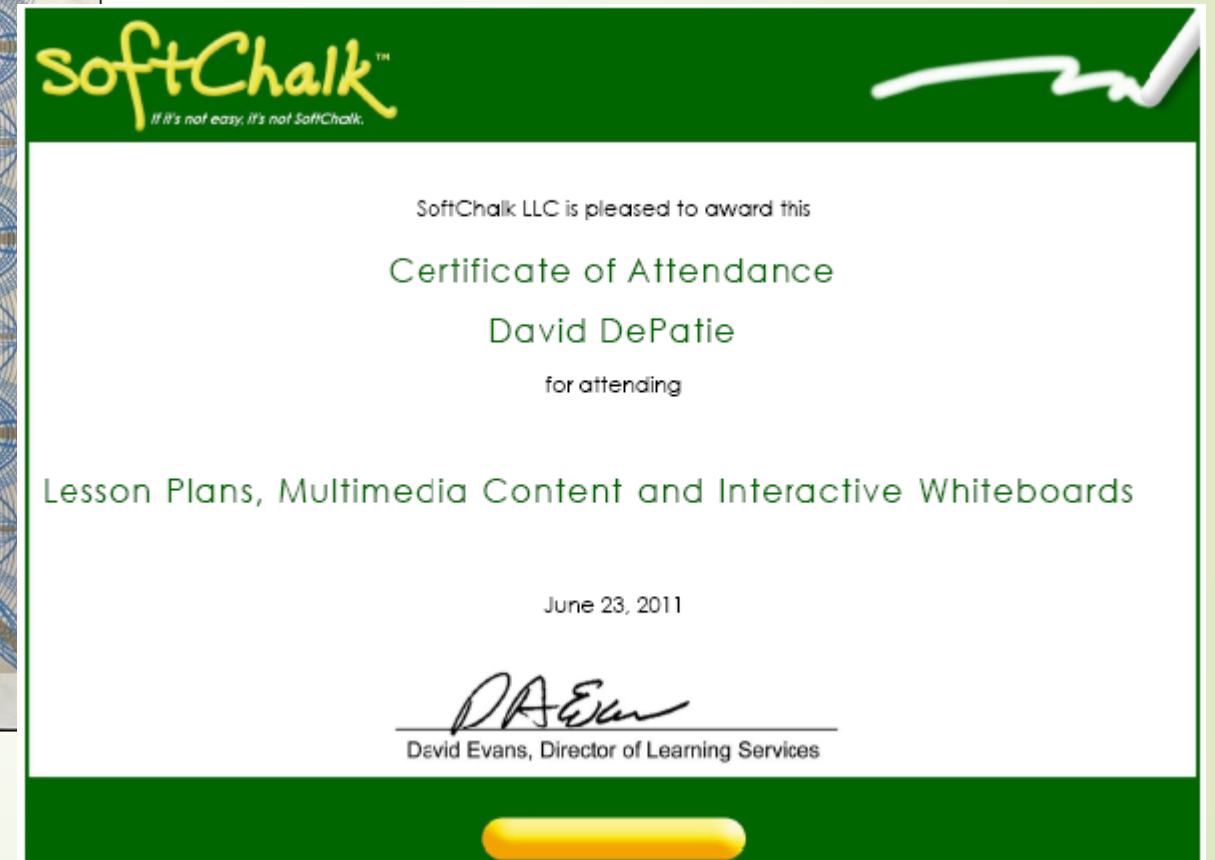 SoftChalk™
If it's not easy, it's not SoftChalk.
SoftChalk LLC is pleased to award this
Certificate of Attendance
David DePatie
for attending
Lesson Plans, Multimedia Content and Interactive Whiteboards
June 23, 2011
D A Evans
David Evans, Director of Learning Services